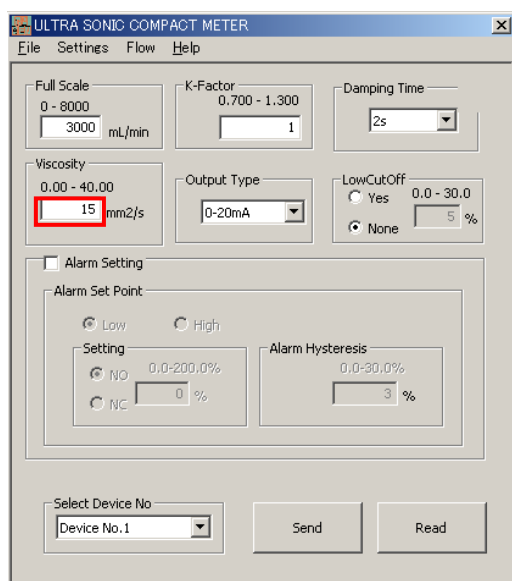 ULTRA SONIC COMPACT METER
File Settings Flow Help
Full Scale
0 - 8000
3000 mL/min
K-Factor
0.700 - 1.300
1
Damping Time
2s
Viscosity
0.00 - 40.00
15 mm2/s
Output Type
0-20mA
LowCutOff
Yes 0.0 - 30.0
None 5 %
Alarm Setting
Alarm Set Point
Low High
Setting
NO 0.0-200.0%
NC 0 %
Alarm Hysteresis
0.0-30.0%
3 %
Select Device No
Device No.1
Send
Read